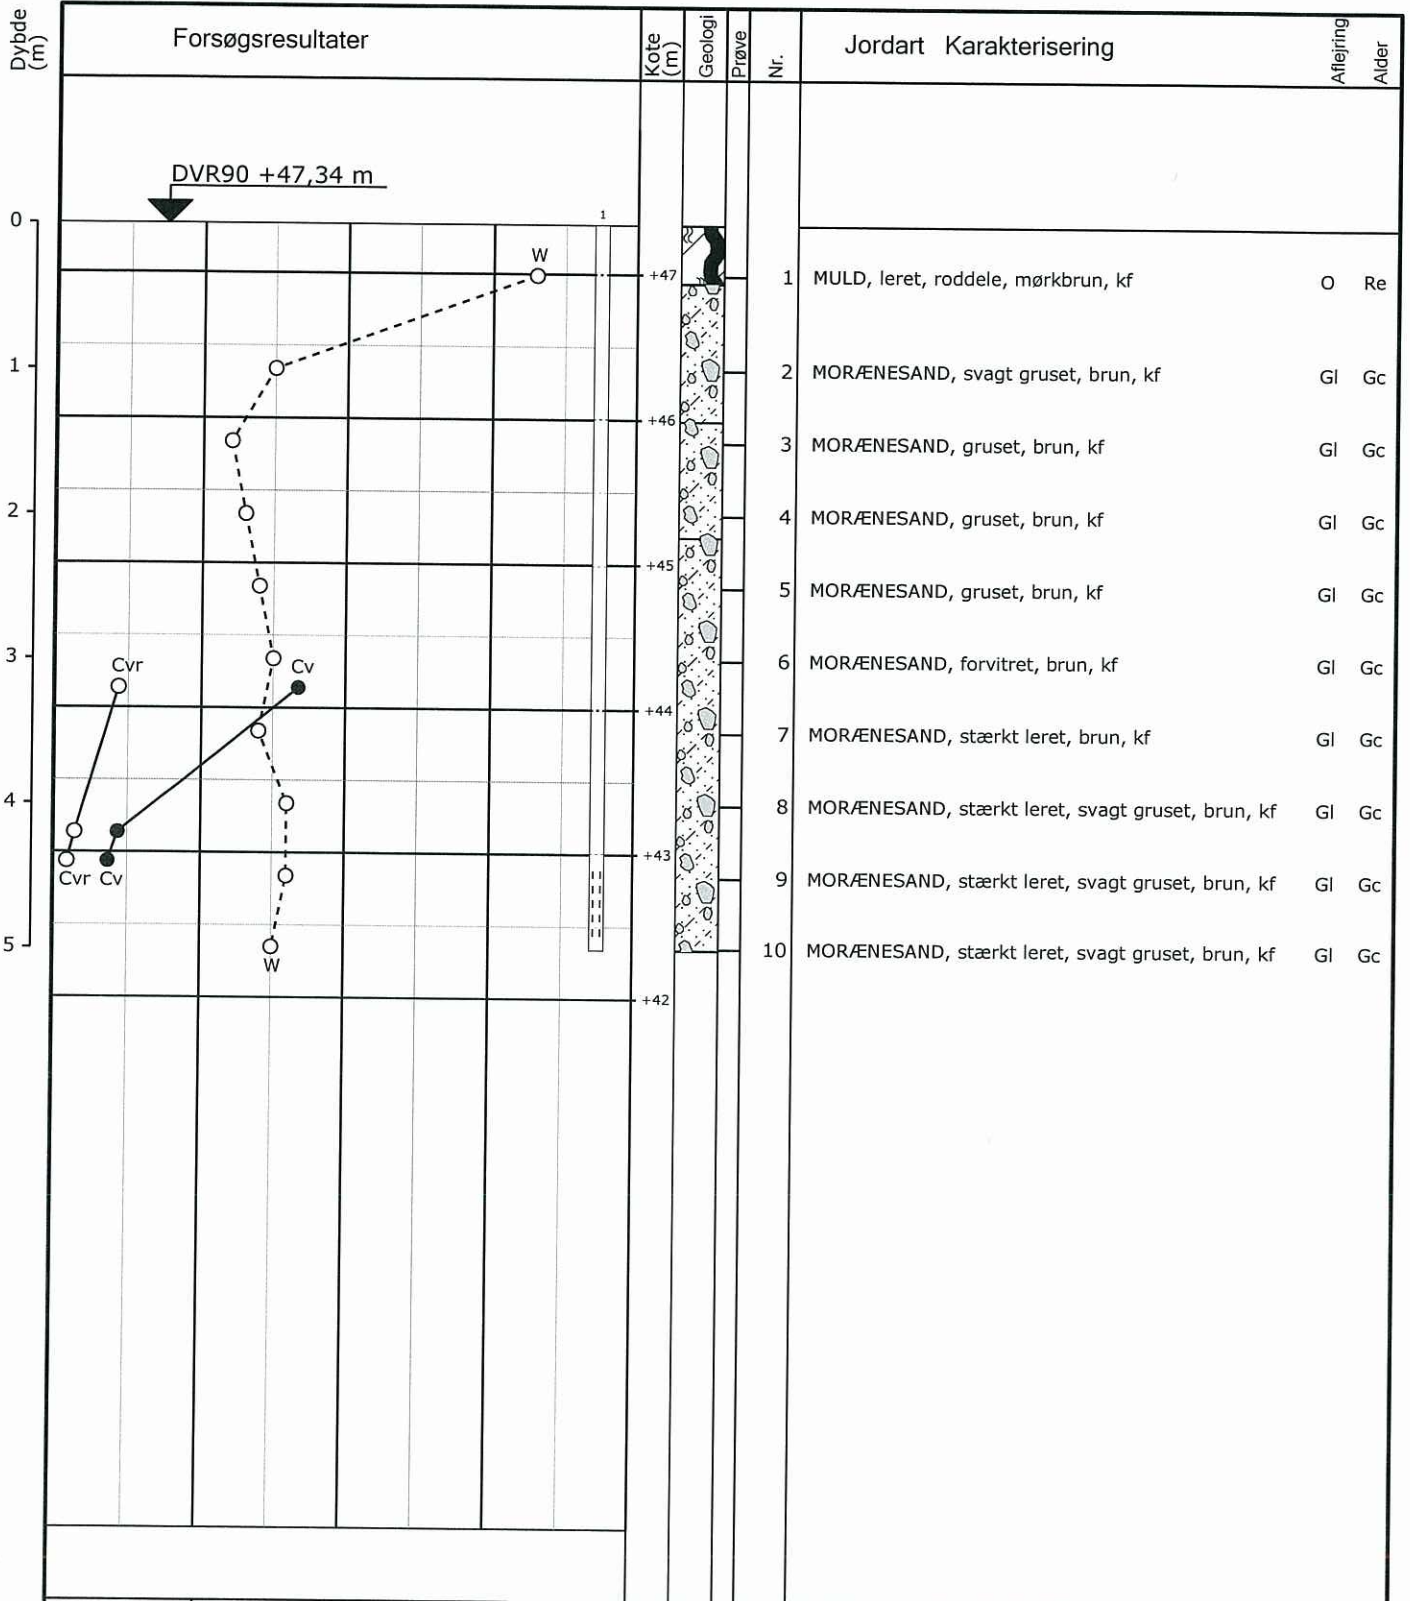 Dybde (m) Forsøgsresultater Kote (m) Geologi Prøve Nr. Jordart Karakterisering Aflejring Alder
DVR90 +47,34 m
0 1
W
+47 1 MULD, leret, roddele, mørkbrun, kf O Re
1 2 MORÆNESAND, svagt gruset, brun, kf Gl Gc
+46
3 MORÆNESAND, gruset, brun, kf Gl Gc
2 4 MORÆNESAND, gruset, brun, kf Gl Gc
+45
5 MORÆNESAND, gruset, brun, kf Gl Gc
3 Cvr Cv 6 MORÆNESAND, forvitret, brun, kf Gl Gc
+44
7 MORÆNESAND, stærkt leret, brun, kf Gl Gc
4 8 MORÆNESAND, stærkt leret, svagt gruset, brun, kf Gl Gc
+43
Cvr Cv 9 MORÆNESAND, stærkt leret, svagt gruset, brun, kf Gl Gc
5 10 MORÆNESAND, stærkt leret, svagt gruset, brun, kf Gl Gc
W
+42